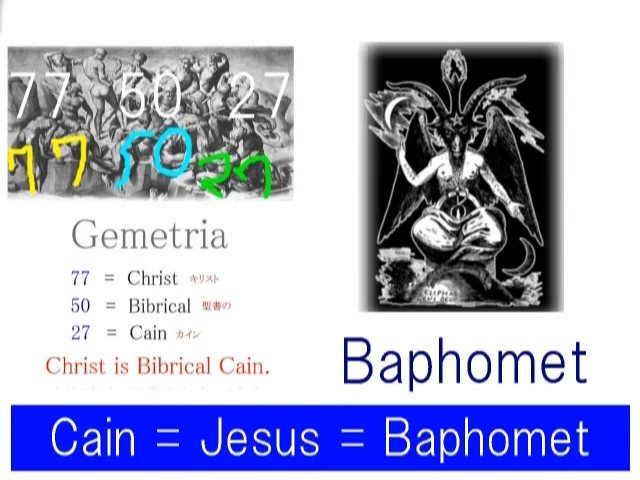 77 50 27
77 50 27
Gemetria
77 = Christ キリスト
50 = Bibrical 聖書の
27 = Cain カイン
Christ is Bibrical Cain.
ELIPHAS
Baphomet
Cain = Jesus = Baphomet